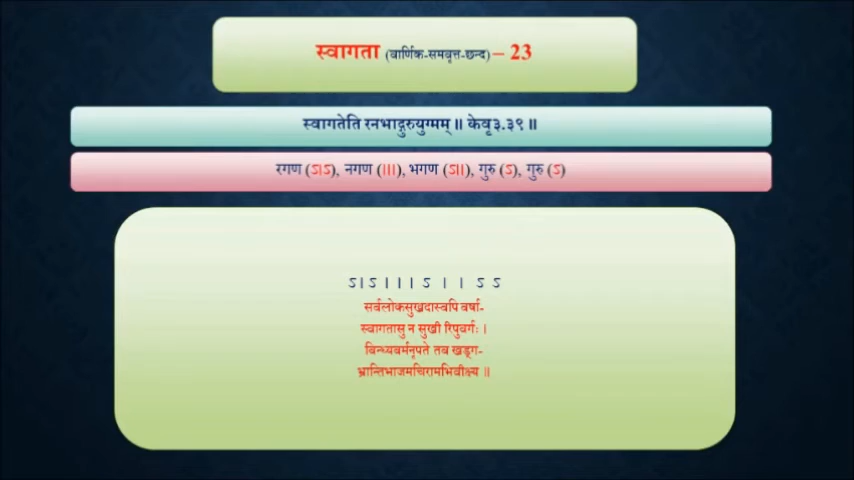 स्वागता (वार्णिक-समवृत्त-छन्द)– 23
स्वागतेति रनभाद्गुरुयुग्मम् ॥ केवृ३.३९ ॥
रगण (ऽ।ऽ), नगण (।।।), भगण (ऽ।।), गुरु (ऽ), गुरु (ऽ)
ऽ।ऽ।।।ऽ।।ऽऽ
सर्वलोकसुखदास्वपि वर्षा-
स्वागतासु न सुखी रिपुवर्गः ।
विन्ध्यवर्मनृपते तव खड्ग-
भ्रान्तिभाजमचिरामभिवीक्ष्य ॥